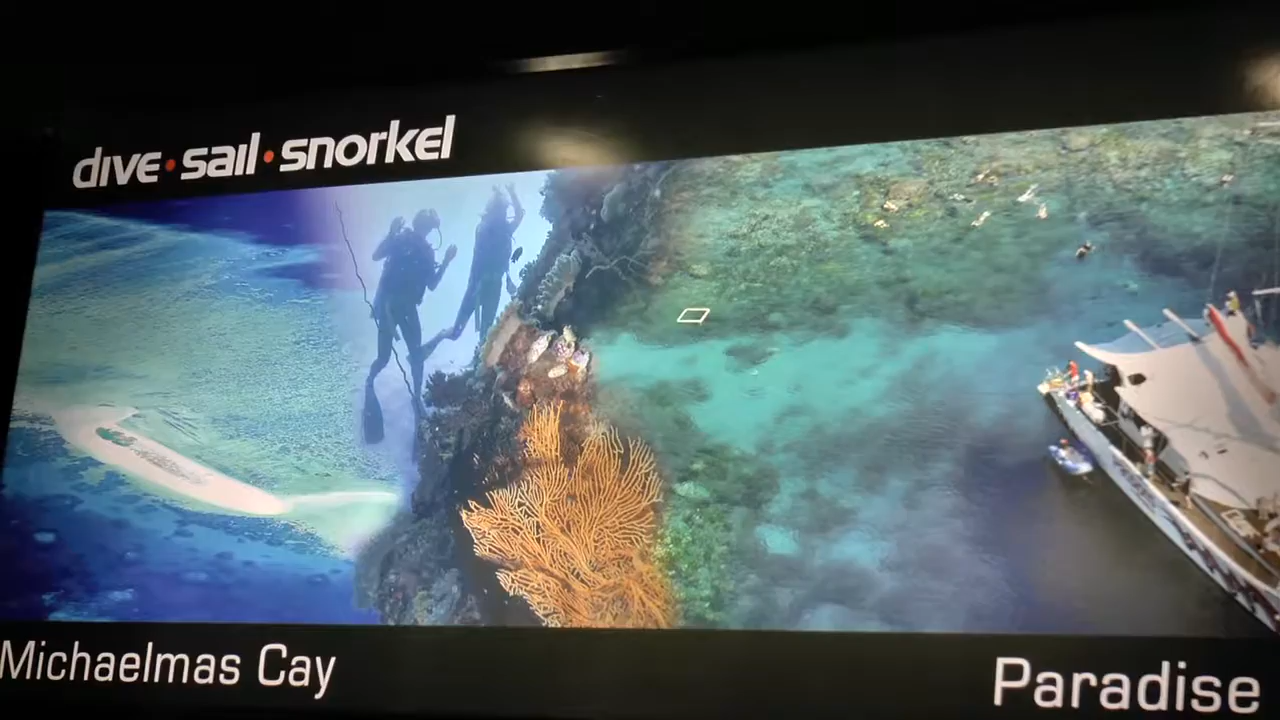 dive • sail • snorkel
Michaelmas Cay
Paradise